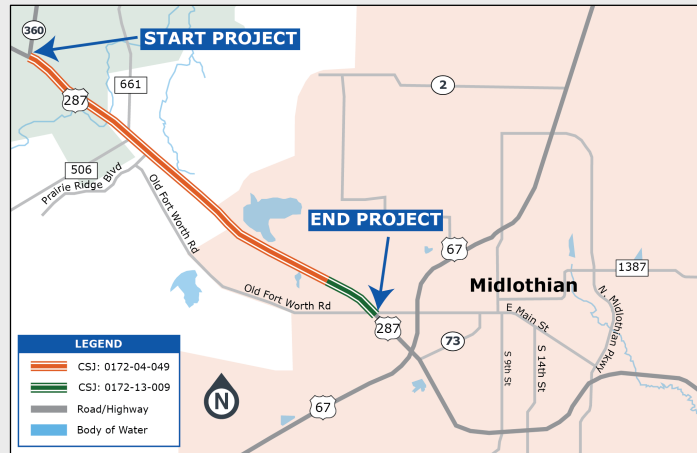 360
START PROJECT
661
2
287
506
Prairie Ridge Blvd
Old Fort Worth Rd
END PROJECT
67
1387
Midlothian
Old Fort Worth Rd
E Main St
N. Midlothian Pkwy
287
73
S 9th St
S 14th St
67
N
LEGEND
CSJ: 0172-04-049
CSJ: 0172-13-009
Road/Highway
Body of Water